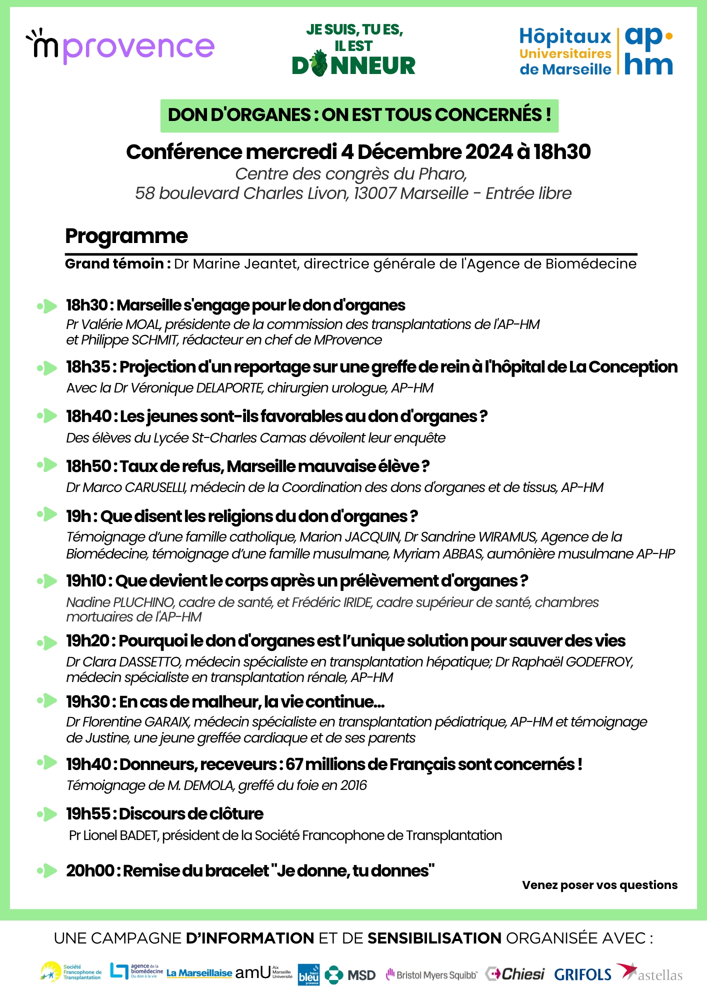 mprovence
JE SUIS, TU ES,
IL EST
DONNEUR
Hôpitaux
Universitaires
de Marseille
ap.
hm
DON D'ORGANES : ON EST TOUS CONCERNÉS !
Conférence mercredi 4 Décembre 2024 à 18h30
Centre des congrès du Pharo,
58 boulevard Charles Livon, 13007 Marseille - Entrée libre
Programme
Grand témoin : Dr Marine Jeantet, directrice générale de l'Agence de Biomédecine
18h30 : Marseille s'engage pour le don d'organes
Pr Valérie MOAL, présidente de la commission des transplantations de l'AP-HM
et Philippe SCHMIT, rédacteur en chef de MProvence
18h35 : Projection d'un reportage sur une greffe de rein à l'hôpital de La Conception
Avec la Dr Véronique DELAPORTE, chirurgien urologue, AP-HM
18h40 : Les jeunes sont-ils favorables au don d'organes ?
Des élèves du Lycée St-Charles Camas dévoilent leur enquête
18h50 : Taux de refus, Marseille mauvaise élève ?
Dr Marco CARUSELLI, médecin de la Coordination des dons d'organes et de tissus, AP-HM
19h : Que disent les religions du don d'organes ?
Témoignage d’une famille catholique, Marion JACQUIN, Dr Sandrine WIRAMUS, Agence de la
Biomédecine, témoignage d’une famille musulmane, Myriam ABBAS, aumônière musulmane AP-HP
19h10 : Que devient le corps après un prélèvement d'organes ?
Nadine PLUCHINO, cadre de santé, et Frédéric IRIDE, cadre supérieur de santé, chambres
mortuaires de l'AP-HM
19h20 : Pourquoi le don d'organes est l’unique solution pour sauver des vies
Dr Clara DASSETTO, médecin spécialiste en transplantation hépatique; Dr Raphaël GODEFROY,
médecin spécialiste en transplantation rénale, AP-HM
19h30 : En cas de malheur, la vie continue...
Dr Florentine GARAIX, médecin spécialiste en transplantation pédiatrique, AP-HM et témoignage
de Justine, une jeune greffée cardiaque et de ses parents
19h40 : Donneurs, receveurs : 67 millions de Français sont concernés !
Témoignage de M. DEMOLA, greffé du foie en 2016
19h55 : Discours de clôture
Pr Lionel BADET, président de la Société Francophone de Transplantation
20h00 : Remise du bracelet "Je donne, tu donnes"
Venez poser vos questions
UNE CAMPAGNE D’INFORMATION ET DE SENSIBILISATION ORGANISÉE AVEC :
Société
Francophone de
Transplantation
agence de la
biomédecine
Du don à la vie
La Marseillaise
amU
Aix
Marseille
Université
france
bleu
provence
MSD
Bristol Myers Squibb™
Chiesi
GRIFOLS
astellas